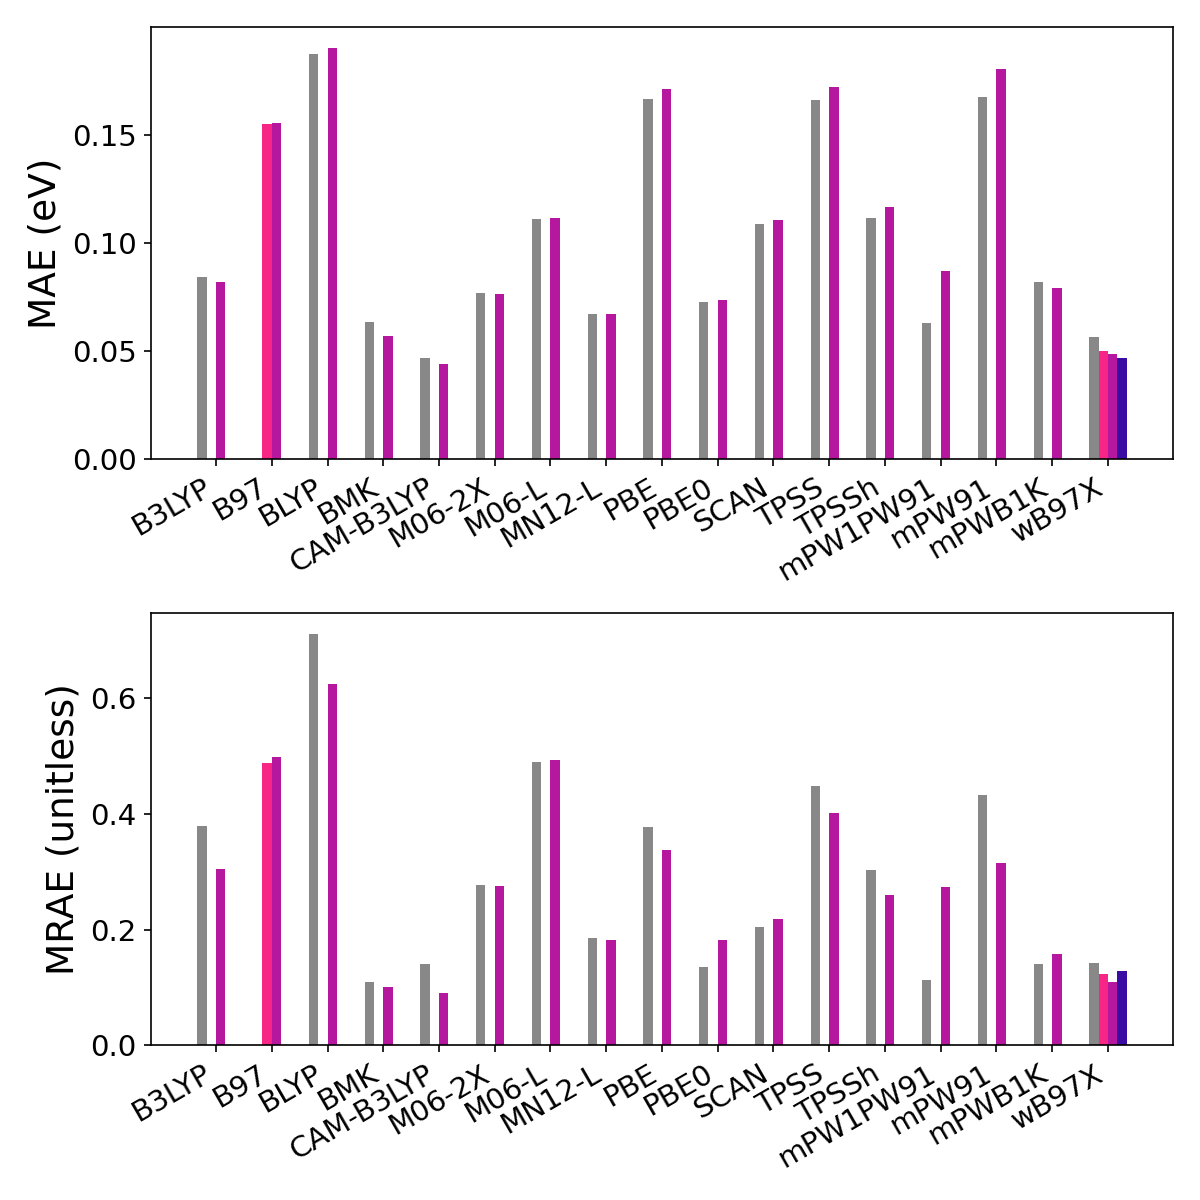 MAE (eV)
0.15
0.10
0.05
0.00
B3LYP
B97
BLYP
BMK
CAM-B3LYP
M06-2X
M06-L
MN12-L
PBE
PBE0
SCAN
TPSS
TPSSh
mPW1PW91
mPW91
mPWB1K
wB97X
MRAE (unitless)
0.6
0.4
0.2
0.0
B3LYP
B97
BLYP
BMK
CAM-B3LYP
M06-2X
M06-L
MN12-L
PBE
PBE0
SCAN
TPSS
TPSSh
mPW1PW91
mPW91
mPWB1K
wB97X